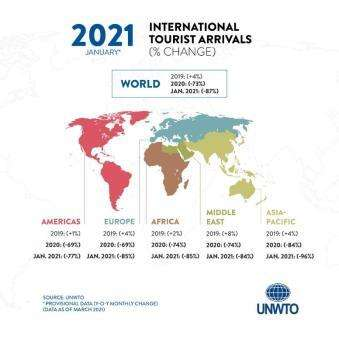 2021
JANUARY*
INTERNATIONAL
TOURIST ARRIVALS
(% CHANGE)
WORLD
2019: (+4%)
2020: (-73%)
JAN. 2021: (-87%)
AMERICAS
2019: (+1%)
2020: (-69%)
JAN. 2021: (-77%)
EUROPE
2019: (+4%)
2020: (-69%)
JAN. 2021: (-85%)
AFRICA
2019: (+2%)
2020: (-74%)
JAN. 2021: (-85%)
MIDDLE
EAST
2019: (+8%)
2020: (-74%)
JAN. 2021: (-84%)
ASIA-
PACIFIC
2019: (+4%)
2020: (-84%)
JAN. 2021: (-96%)
SOURCE: UNWTO
* PROVISIONAL DATA (Y-O-Y MONTHLY CHANGE)
(DATA AS OF MARCH 2021)
UNWTO